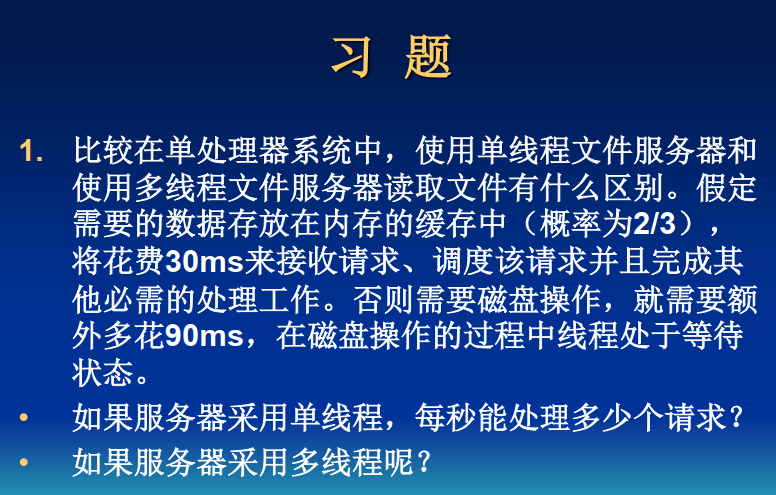 习 题
1. 比较在单处理器系统中，使用单线程文件服务器和
使用多线程文件服务器读取文件有什么区别。假定
需要的数据存放在内存的缓存中（概率为2/3），
将花费30ms来接收请求、调度该请求并且完成其
他必需的处理工作。否则需要磁盘操作，就需要额
外多花90ms，在磁盘操作的过程中线程处于等待
状态。
• 如果服务器采用单线程，每秒能处理多少个请求？
• 如果服务器采用多线程呢？